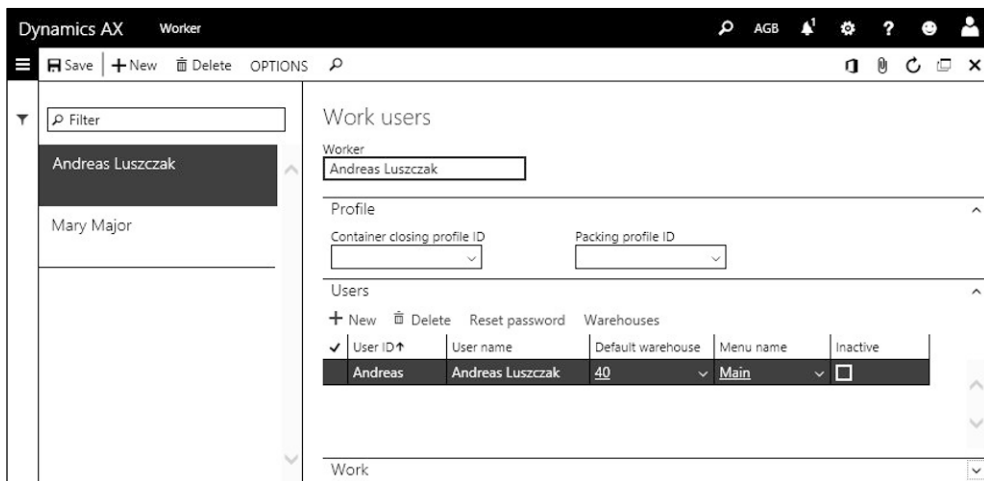 Dynamics AX Worker AGB 1 ?
Save + New Delete OPTIONS
Filter
Andreas Luszczak
Mary Major
Work users
Worker
Andreas Luszczak
Profile
Container closing profile ID Packing profile ID
Users
+ New Delete Reset password Warehouses
✓ User ID↑ User name Default warehouse Menu name Inactive
Andreas Andreas Luszczak 40 Main
Work